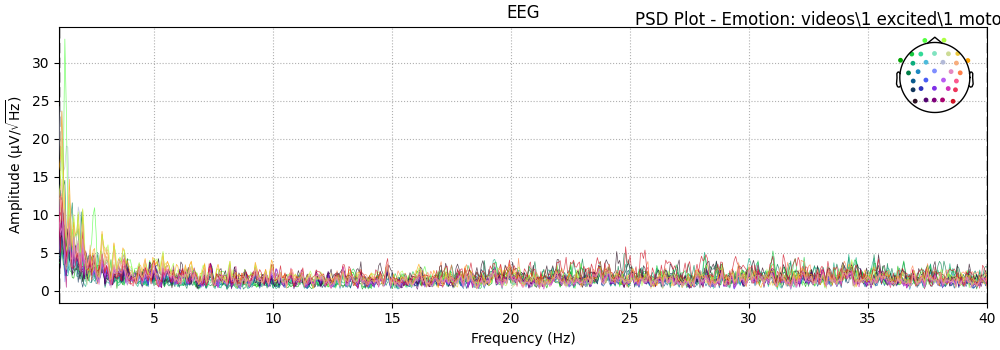 EEG
PSD Plot - Emotion: videos\1 excited\1 moto
Amplitude (µV/√Hz)
30
25
20
15
10
5
0
5 10 15 20 25 30 35 40
Frequency (Hz)